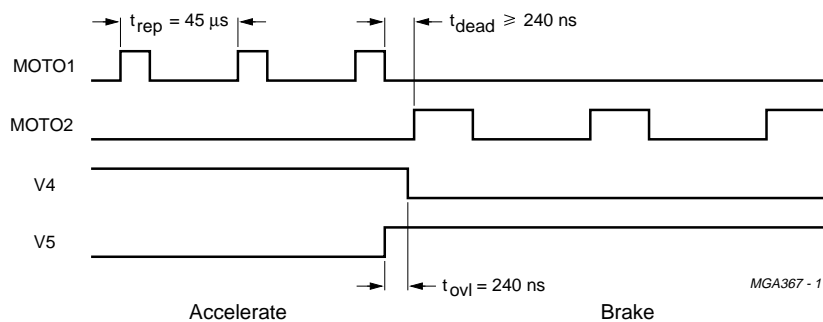 t_rep = 45 μs
t_dead ≥ 240 ns
MOTO1
MOTO2
V4
V5
t_ovl = 240 ns
MGA367 - 1
Accelerate
Brake